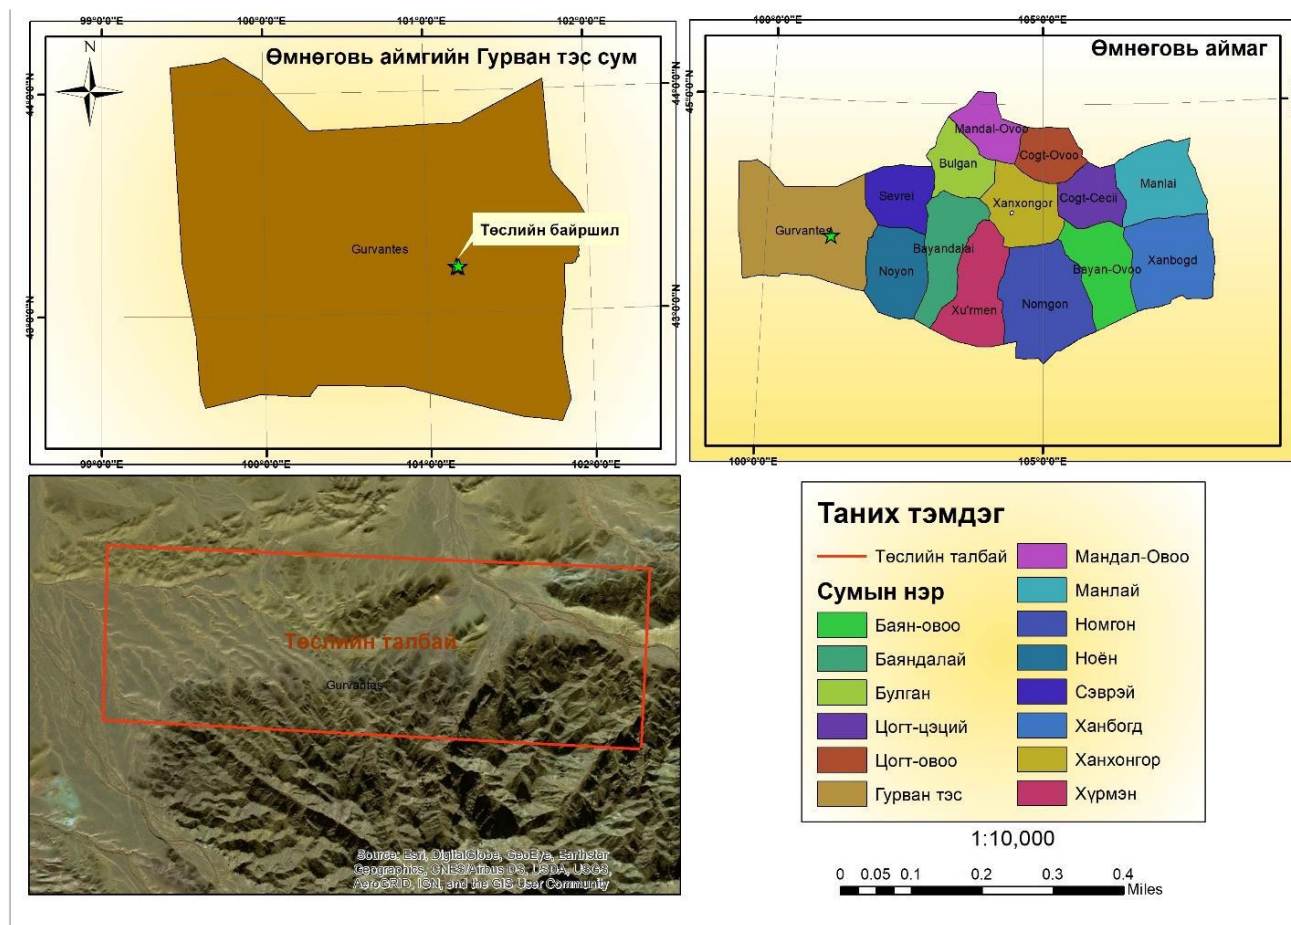 99°0'0"E 100°0'0"E 101°0'0"E 102°0'0"E
N
Өмнөговь аймгийн Гурван тэс сум
44°0'0"N
44°0'0"N
Төслийн байршил
Gurvantes
43°0'0"N
43°0'0"N
99°0'0"E 100°0'0"E 101°0'0"E 102°0'0"E
100°0'0"E 105°0'0"E
Өмнөговь аймаг
45°0'0"N
Mandal-Ovoo
Cogt-Ovoo
Bulgan
Manlai
Sevrei
Xanxongor
Cogt-Cecii
Gurvantes
Bayandalai
Noyon
Bayan-Ovoo
Xanbogd
Xu'rmen
Nomgon
100°0'0"E 105°0'0"E
Төслийн талбай
Gurvantes
Source: Esri, DigitalGlobe, GeoEye, Earthstar
Geographics, CNES/Airbus DS, USDA, USGS,
AeroGRID, IGN, and the GIS User Community
Таних тэмдэг
Төслийн талбай
Сумын нэр
Баян-овоо
Баяндалай
Булган
Цогт-цэций
Цогт-овоо
Гурван тэс
Мандал-Овоо
Манлай
Номгон
Ноён
Сэврэй
Ханбогд
Ханхонгор
Хүрмэн
1:10,000
0 0.05 0.1 0.2 0.3 0.4
Miles